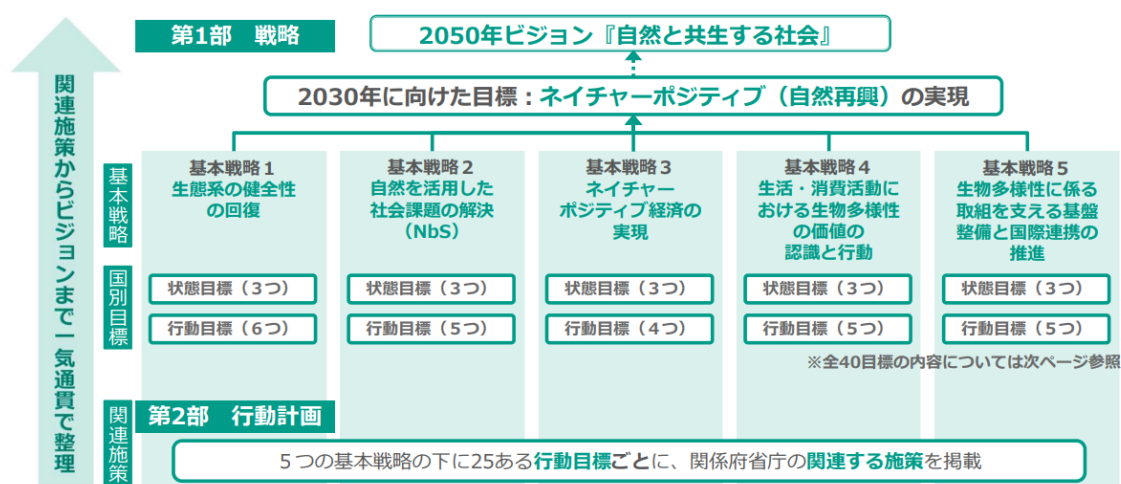 関連施策からビジョンまで一気通貫で整理
第1部 戦略
2050年ビジョン『自然と共生する社会』
2030年に向けた目標：ネイチャーポジティブ（自然再興）の実現
基本戦略
基本戦略１
生態系の健全性
の回復
基本戦略２
自然を活用した
社会課題の解決
（NbS）
基本戦略３
ネイチャー
ポジティブ経済の
実現
基本戦略４
生活・消費活動に
おける生物多様性
の価値の
認識と行動
基本戦略５
生物多様性に係る
取組を支える基盤
整備と国際連携の
推進
国別目標
状態目標（３つ）
状態目標（３つ）
状態目標（３つ）
状態目標（３つ）
状態目標（３つ）
行動目標（６つ）
行動目標（５つ）
行動目標（４つ）
行動目標（５つ）
行動目標（５つ）
※全40目標の内容については次ページ参照
関連施策
第2部 行動計画
５つの基本戦略の下に25ある行動目標ごとに、関係府省庁の関連する施策を掲載